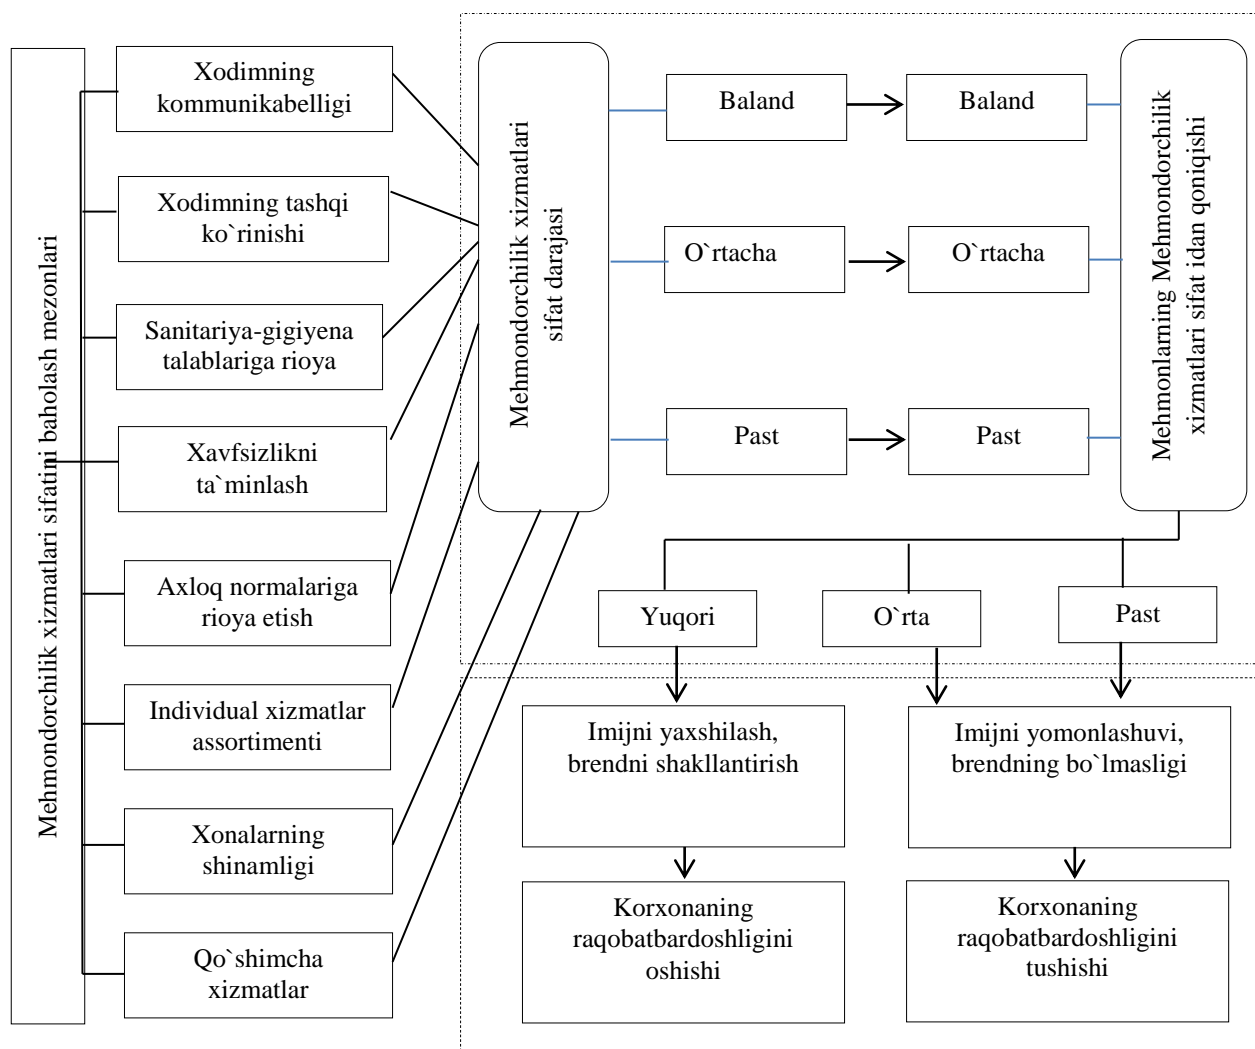 Mehmondorchilik xizmatlari sifatini baholash mezonlari
Xodimning
kommunikabelligi
Xodimning tashqi
ko`rinishi
Sanitariya-gigiyena
talablariga rioya
Xavfsizlikni
ta`minlash
Axloq normalariga
rioya etish
Individual xizmatlar
assortimenti
Xonalarning
shinamligi
Qo`shimcha
xizmatlar
Mehmondorchilik xizmatlari
sifat darajasi
Baland
Baland
O`rtacha
O`rtacha
Past
Past
Mehmonlarning Mehmondorchilik
xizmatlari sifat idan qoniqishi
Yuqori
O`rta
Past
Imijni yaxshilash,
brendni shakllantirish
Imijni yomonlashuvi,
brendning bo`lmasligi
Korxonaning
raqobatbardoshligini
oshishi
Korxonaning
raqobatbardoshligini
tushishi